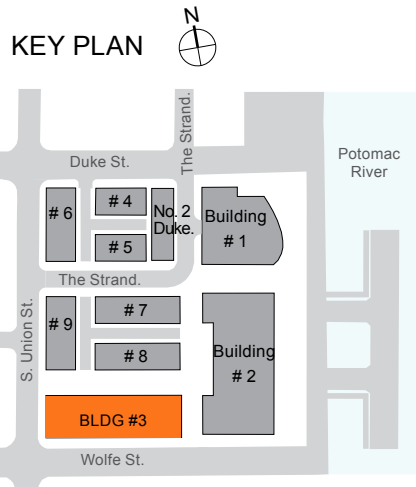 N
KEY PLAN
The Strand.
Duke St.
Potomac
River
# 6
# 4
No. 2
Duke.
# 5
Building
# 1
The Strand.
S. Union St.
# 9
# 7
# 8
Building
# 2
BLDG #3
Wolfe St.